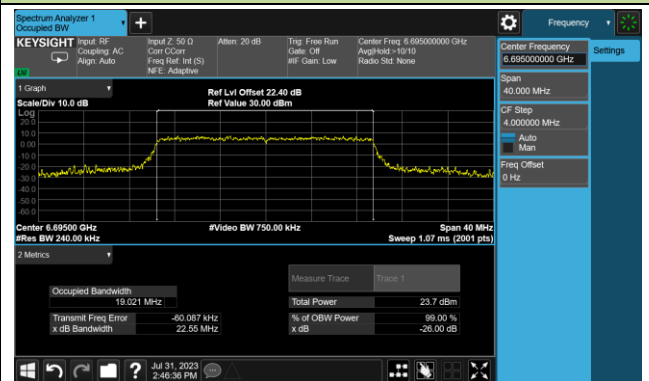 Spectrum Analyzer 1
Occupied BW
+
Frequency
KEYSIGHT
Input: RF
Coupling: AC
Align: Auto
Input Z: 50 Ω
Corr CCorr
Freq Ref: Int (S)
NFE: Adaptive
Atten: 20 dB
Trig: Free Run
Gate: Off
#IF Gain: Low
Center Freq: 6.695000000 GHz
Avg|Hold:>10/10
Radio Std: None
Center Frequency
6.695000000 GHz
Settings
Span
40.000 MHz
CF Step
4.000000 MHz
Auto
Man
Freq Offset
0 Hz
1 Graph
Scale/Div 10.0 dB
Ref Lvl Offset 22.40 dB
Ref Value 30.00 dBm
Log
20.0
10.0
0.00
-10.0
-20.0
-30.0
-40.0
-50.0
-60.0
Center 6.69500 GHz
#Video BW 750.00 kHz
Span 40 MHz
#Res BW 240.00 kHz
Sweep 1.07 ms (2001 pts)
2 Metrics
Measure Trace
Trace 1
Occupied Bandwidth
19.021 MHz
Total Power
23.7 dBm
Transmit Freq Error
-60.087 kHz
% of OBW Power
99.00 %
x dB Bandwidth
22.55 MHz
x dB
-26.00 dB
Jul 31, 2023
2:46:36 PM